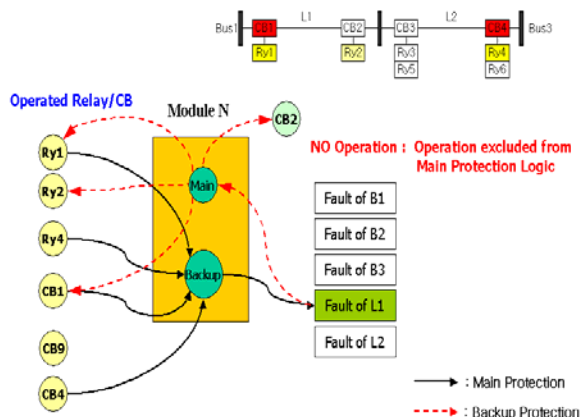 L1
L2
Bus1
CB1
CB2
CB3
CB4
Bus3
Ry1
Ry2
Ry3
Ry4
Ry5
Ry6
Operated Relay/CB
Module N
CB2
NO Operation : Operation excluded from
Main Protection Logic
Ry1
Ry2
Ry4
CB1
CB9
CB4
Main
Backup
Fault of B1
Fault of B2
Fault of B3
Fault of L1
Fault of L2
: Main Protection
: Backup Protection